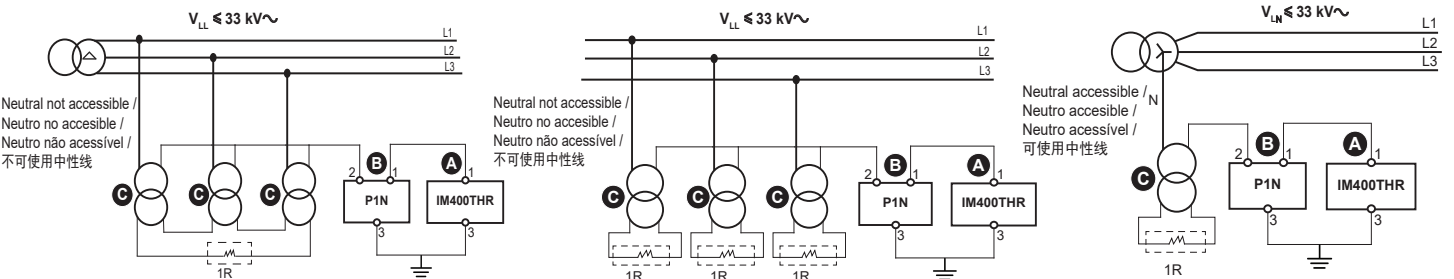 V_LL ⩽ 33 kV∼
L1
L2
L3
Neutral not accessible /
Neutro no accesible /
Neutro não acessível /
不可使用中性线
C
C
C
2
B
1
P1N
3
A
1
IM400THR
3
1R
V_LL ⩽ 33 kV∼
L1
L2
L3
Neutral not accessible /
Neutro no accesible /
Neutro não acessível /
不可使用中性线
C
C
C
2
B
1
P1N
3
A
1
IM400THR
3
1R
1R
1R
V_LN ⩽ 33 kV∼
L1
L2
L3
Neutral accessible /
Neutro accesible /
Neutro acessível /
可使用中性线
N
C
2
B
1
P1N
3
A
1
IM400THR
3
1R